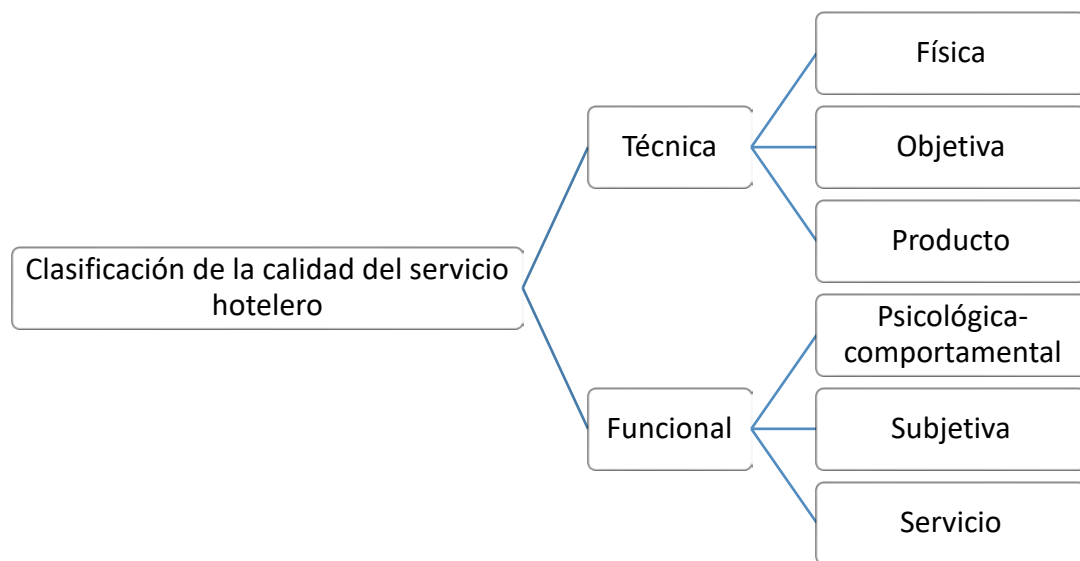 Clasificación de la calidad del servicio
hotelero
Técnica
Física
Objetiva
Producto
Funcional
Psicológica-
comportamental
Subjetiva
Servicio